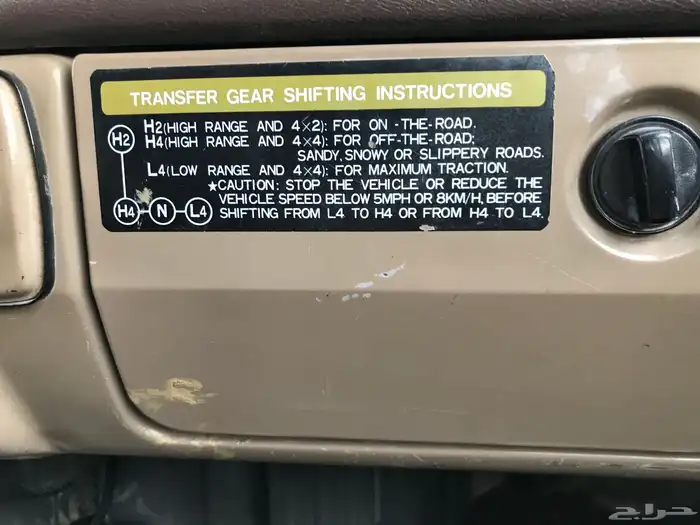 TRANSFER GEAR SHIFTING INSTRUCTIONS
H2(HIGH RANGE AND 4×2): FOR ON-THE-ROAD.
H4(HIGH RANGE AND 4×4): FOR OFF-THE-ROAD;
SANDY, SNOWY OR SLIPPERY ROADS.
L4(LOW RANGE AND 4×4): FOR MAXIMUM TRACTION.
★CAUTION: STOP THE VEHICLE OR REDUCE THE
VEHICLE SPEED BELOW 5MPH OR 8KM/H, BEFORE
SHIFTING FROM L4 TO H4 OR FROM H4 TO L4.
H2
H4 N L4
حراج